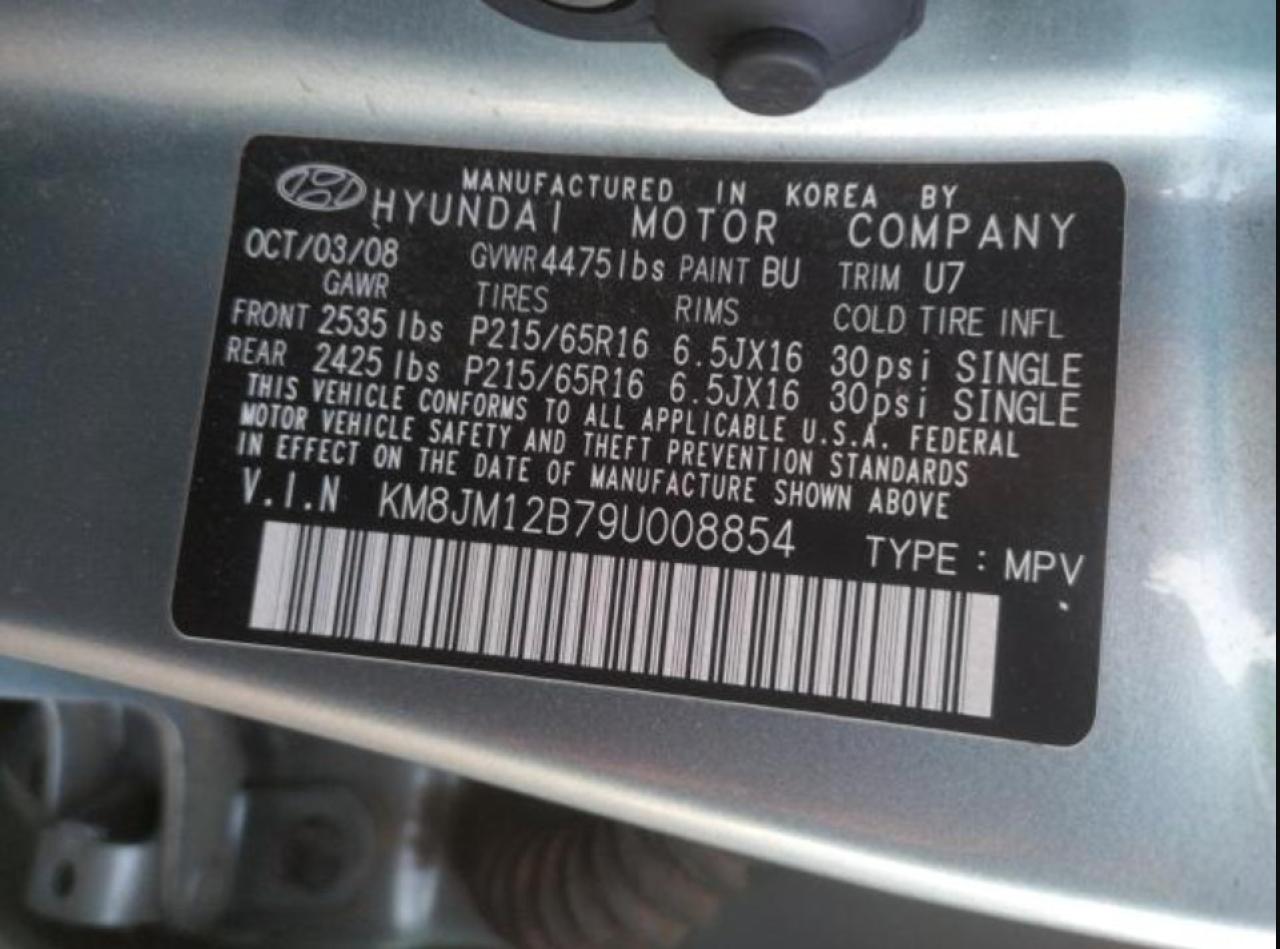 MANUFACTURED IN KOREA BY
HYUNDAI MOTOR COMPANY
OCT/03/08 GVWR 4475lbs PAINT BU TRIM U7
GAWR TIRES RIMS COLD TIRE INFL
FRONT 2535 lbs P215/65R16 6.5JX16 30psi SINGLE
REAR 2425 lbs P215/65R16 6.5JX16 30psi SINGLE
THIS VEHICLE CONFORMS TO ALL APPLICABLE U.S.A. FEDERAL
MOTOR VEHICLE SAFETY AND THEFT PREVENTION STANDARDS
IN EFFECT ON THE DATE OF MANUFACTURE SHOWN ABOVE
V.I.N KM8JM12B79U008854 TYPE : MPV